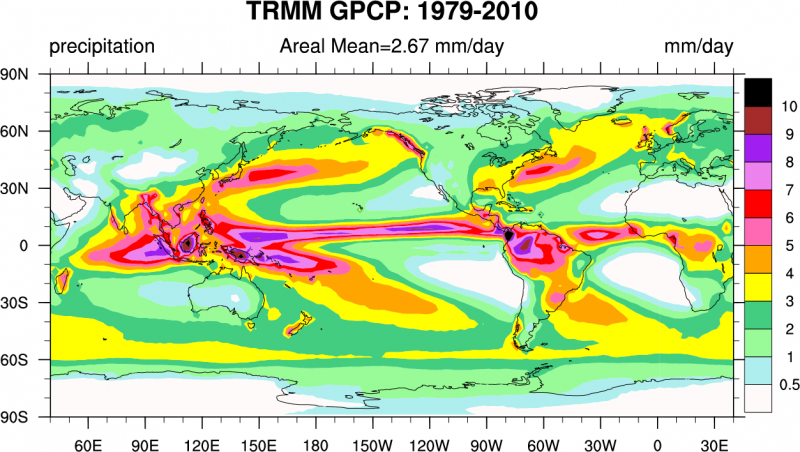 TRMM GPCP: 1979-2010
precipitation Areal Mean=2.67 mm/day mm/day
90N
60N
30N
0
30S
60S
90S
60E 90E 120E 150E 180 150W 120W 90W 60W 30W 0 30E
10
9
8
7
6
5
4
3
2
1
0.5